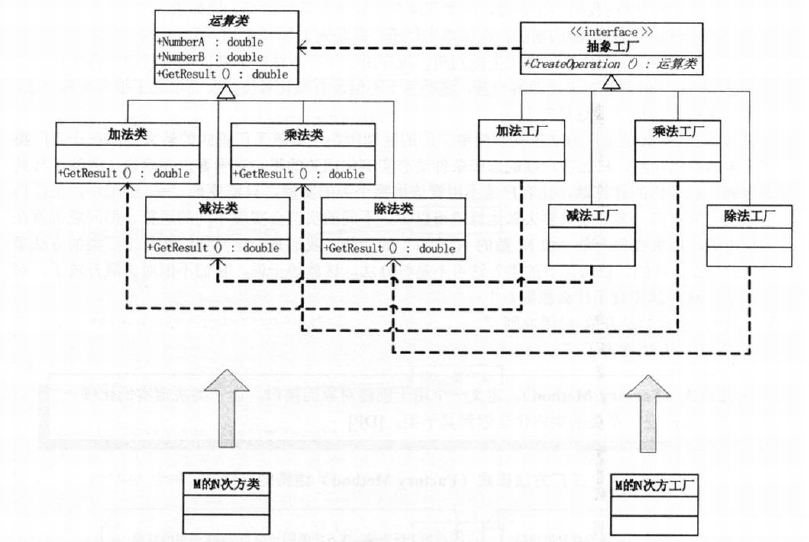 运算类
+NumberA : double
+NumberB : double
+GetResult() : double
<<interface>>
抽象工厂
+CreateOperation() : 运算类
加法类
+GetResult() : double
乘法类
+GetResult() : double
加法工厂
乘法工厂
减法类
+GetResult() : double
除法类
+GetResult() : double
减法工厂
除法工厂
M的N次方类
M的N次方工厂